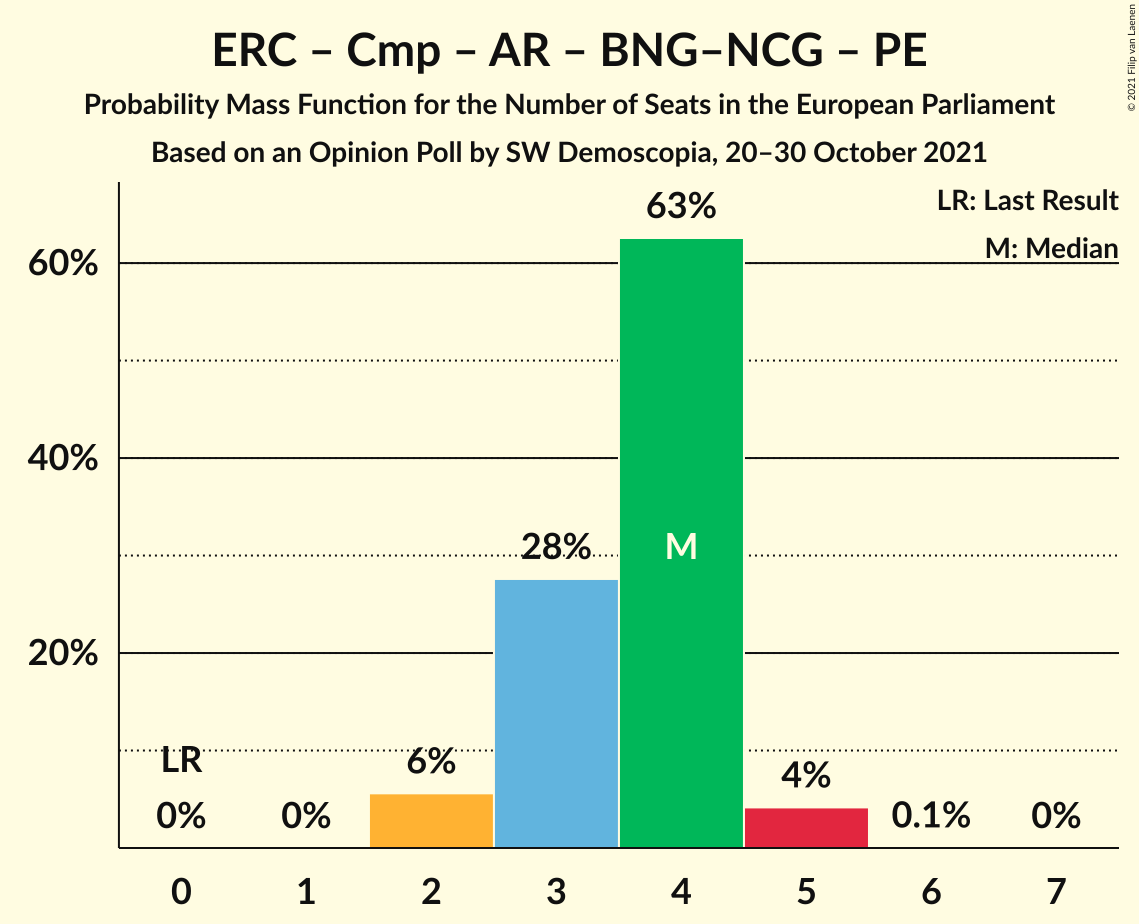 ERC – Cmp – AR – BNG–NCG – PE
Probability Mass Function for the Number of Seats in the European Parliament
Based on an Opinion Poll by SW Demoscopia, 20–30 October 2021
© 2021 Filip van Laenen
LR: Last Result
M: Median
63%
60%
40%
28%
M
20%
LR
6%
4%
0%
0%
0.1%
0%
0
1
2
3
4
5
6
7